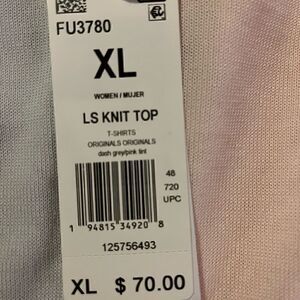 FU3780
XL
WOMEN / MUJER
LS KNIT TOP
T-SHIRTS
ORIGINALS ORIGINALS
dash grey/pink tint
48
720
UPC
1 94815 34920 8
125756493
XL $ 70.00